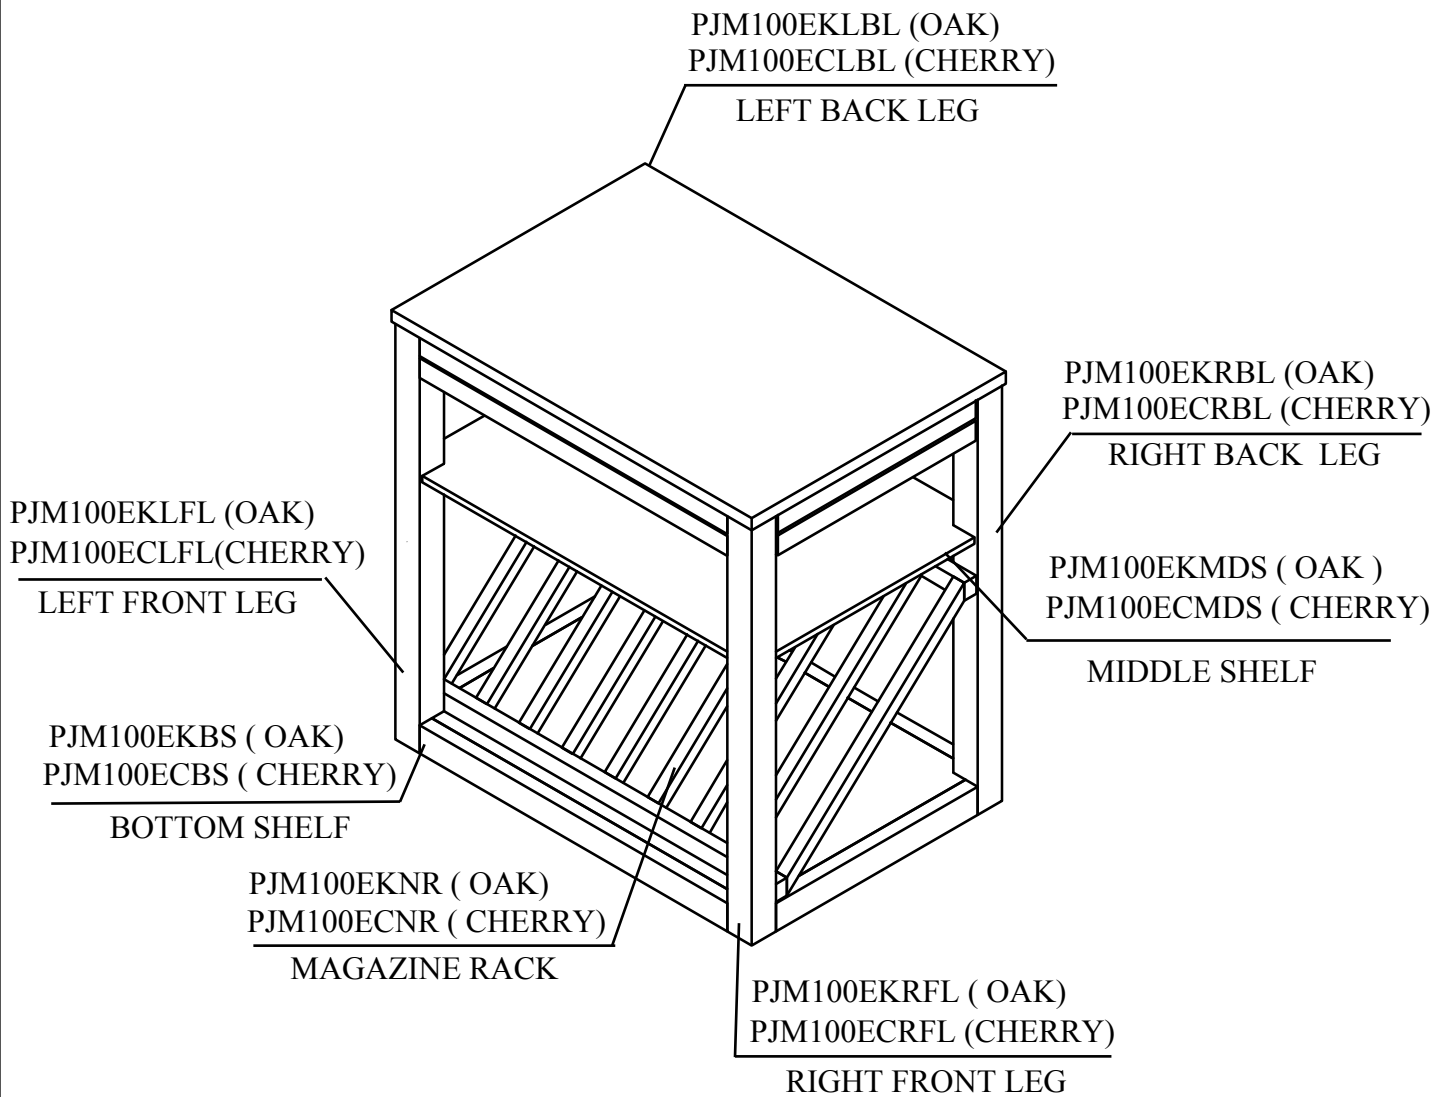 PJM100EKLBL (OAK)
PJM100ECLBL (CHERRY)
LEFT BACK LEG
PJM100EKRBL (OAK)
PJM100ECRBL (CHERRY)
RIGHT BACK LEG
PJM100EKLFL (OAK)
PJM100ECLFL(CHERRY)
LEFT FRONT LEG
PJM100EKMDS ( OAK )
PJM100ECMDS ( CHERRY)
MIDDLE SHELF
PJM100EKBS ( OAK)
PJM100ECBS ( CHERRY)
BOTTOM SHELF
PJM100EKNR ( OAK)
PJM100ECNR ( CHERRY)
MAGAZINE RACK
PJM100EKRFL ( OAK)
PJM100ECRFL (CHERRY)
RIGHT FRONT LEG